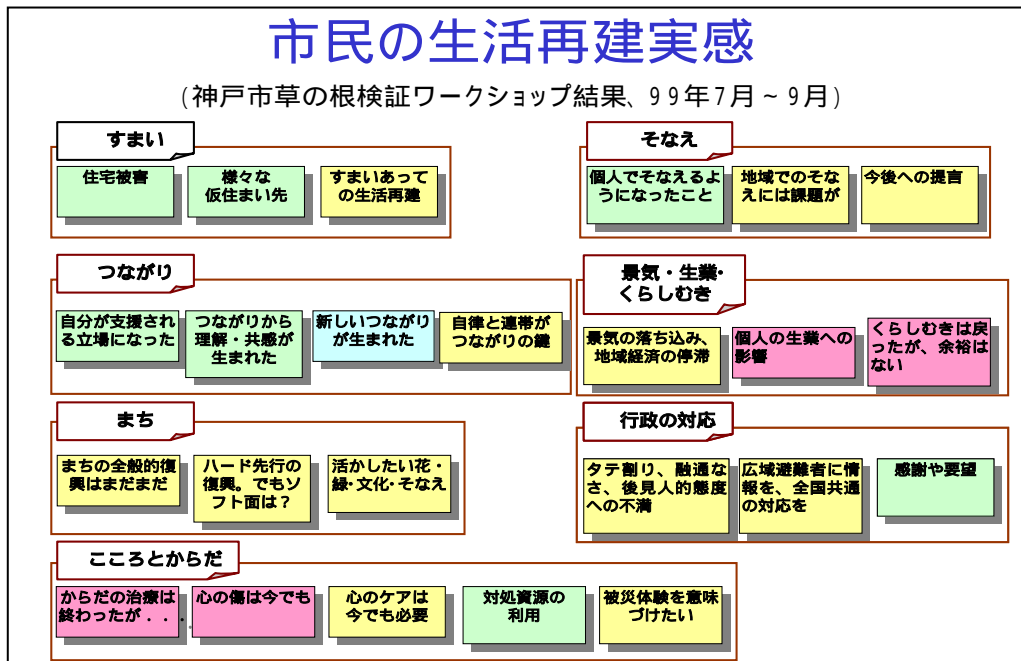 市民の生活再建実感
(神戸市草の根検証ワークショップ結果、99年7月~9月)
すまい
住宅被害
様々な
仮住まい先
すまいあって
の生活再建
そなえ
個人でそなえるよ
うになったこと
地域でのそな
えには課題が
今後への提言
つながり
自分が支援され
る立場になった
つながりから
理解・共感が
生まれた
新しいつながり
が生まれた
自律と連帯が
つながりの鍵
景気・生業・
くらしむき
景気の落ち込み、
地域経済の停滞
個人の生業への
影響
くらしむきは戻
ったが、余裕は
ない
まち
まちの全般的復
興はまだまだ
ハード先行の
復興。でもソ
フト面は?
活かしたい花・
緑・文化・そなえ
行政の対応
タテ割り、融通な
さ、後見人的態度
への不満
広域避難者に情
報を、全国共通
の対応を
感謝や要望
こころとからだ
からだの治療は
終わったが...
心の傷は今でも
心のケアは
今でも必要
対処資源の
利用
被災体験を意味
づけたい